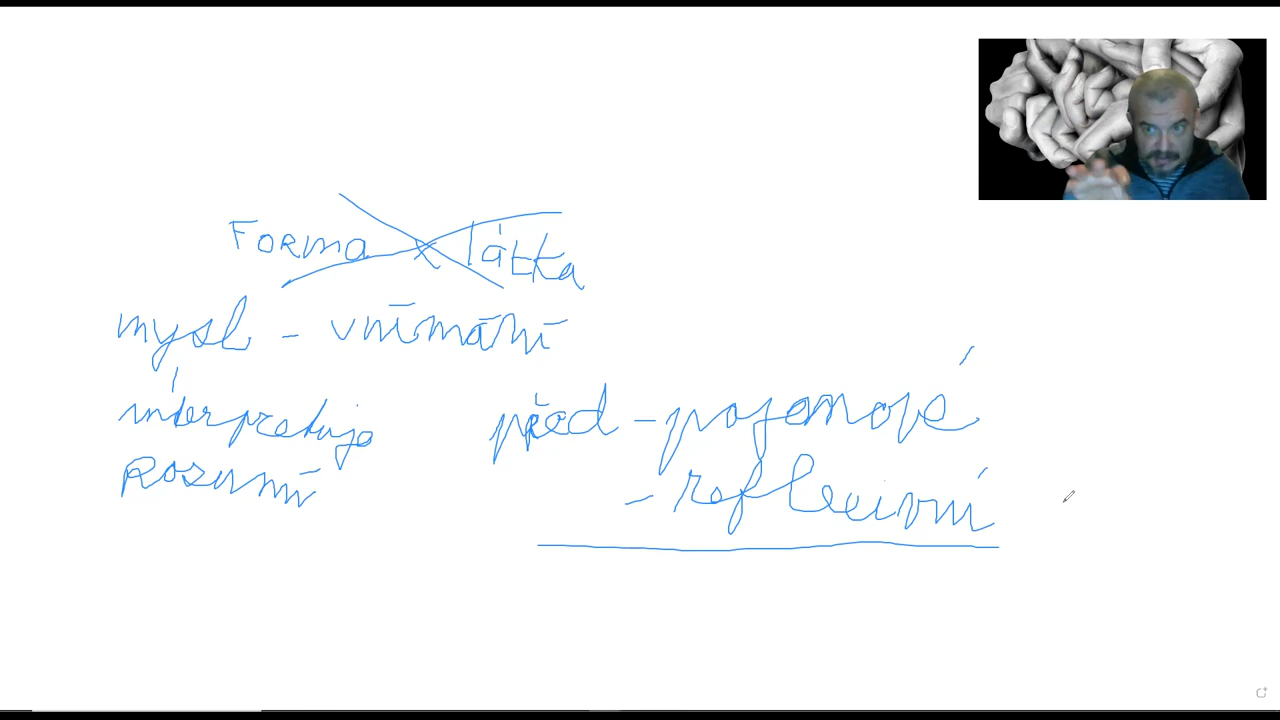 Forma x látka
mysl - vnímání
interpretuje
rozumí
před - pojmové
- reflexivní